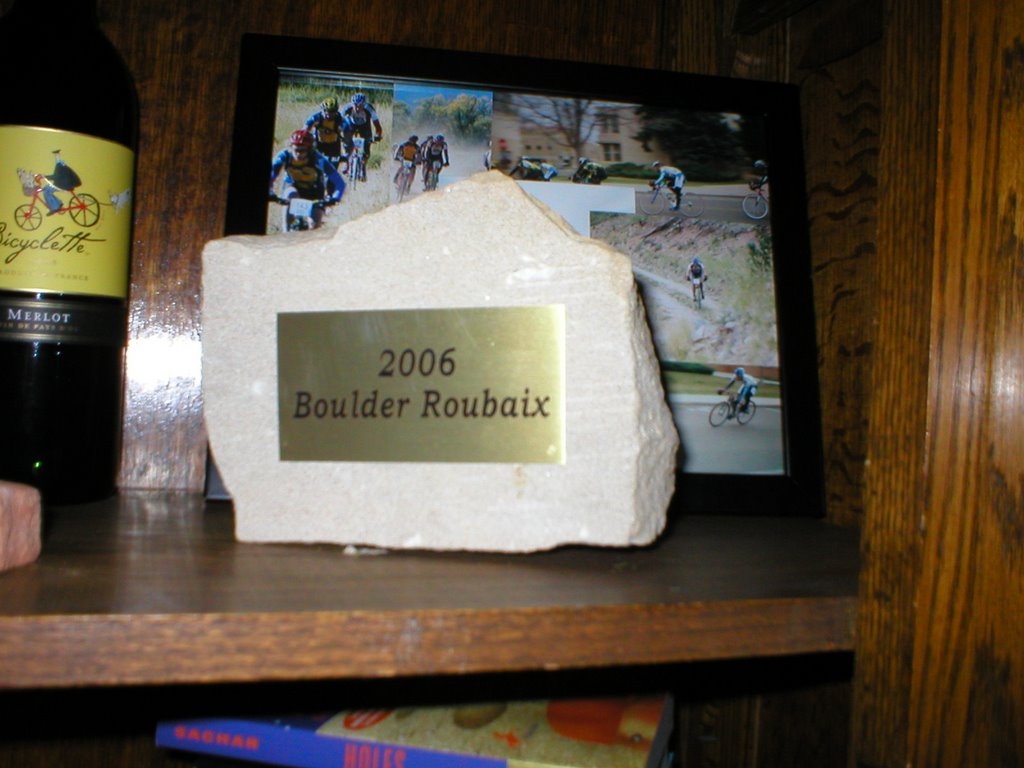 Bicyclette
MERLOT
2006
Boulder Roubaix
SACHAR
HOLES